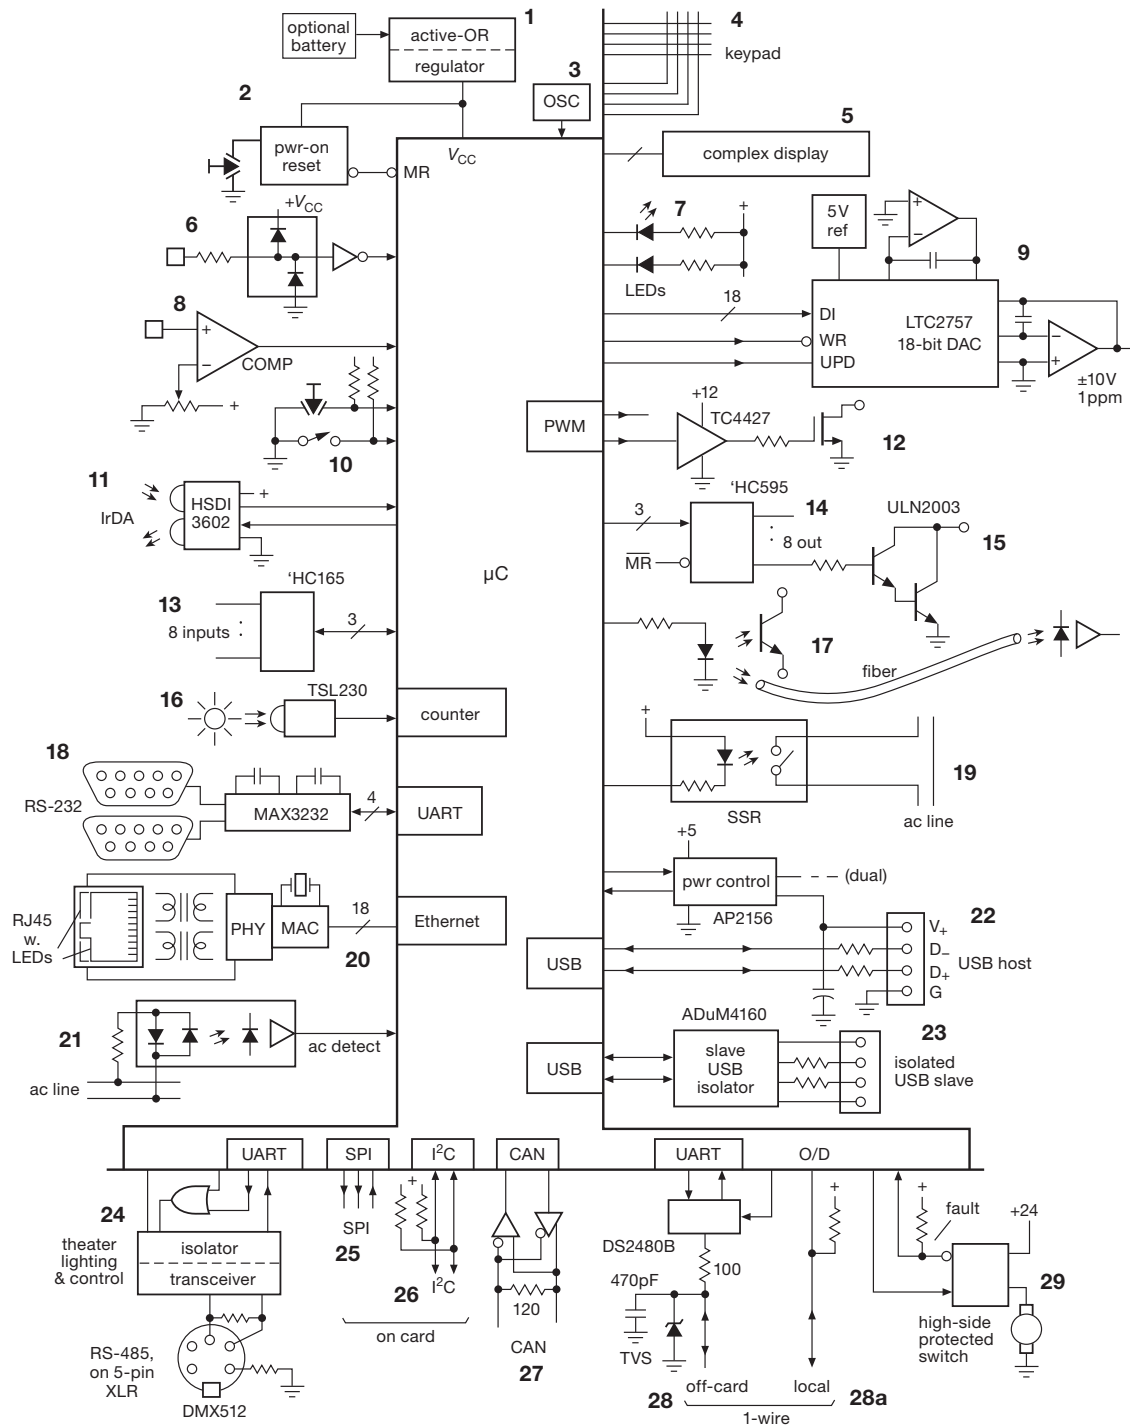 optional
battery
active-OR
regulator
1
2
3
OSC
4
keypad
pwr-on
reset
VCC
MR
5
complex display
6
+VCC
7
+
LEDs
5V
ref
+
−
9
18
DI
WR
UPD
LTC2757
18-bit DAC
−
+
±10V
1ppm
8
+
−
COMP
+
10
PWM
+12
TC4427
12
11
IrDA
HSDI
3602
+
'HC595
3
MR
14
8 out
ULN2003
15
µC
'HC165
13
8 inputs
3
17
fiber
16
TSL230
counter
+
SSR
19
ac line
18
RS-232
MAX3232
4
UART
+5
pwr control
(dual)
AP2156
RJ45
w.
LEDs
PHY
MAC
18
20
Ethernet
22
USB
V+
D−
D+
G
USB host
21
ac line
ac detect
ADuM4160
23
USB
slave
USB
isolator
isolated
USB slave
UART
SPI
I2C
CAN
UART
O/D
24
theater
lighting
& control
isolator
transceiver
RS-485,
on 5-pin
XLR
DMX512
SPI
25
+
I2C
26
on card
120
CAN
27
DS2480B
100
470pF
TVS
28
off-card
+
local
28a
1-wire
+
fault
+24
29
high-side
protected
switch